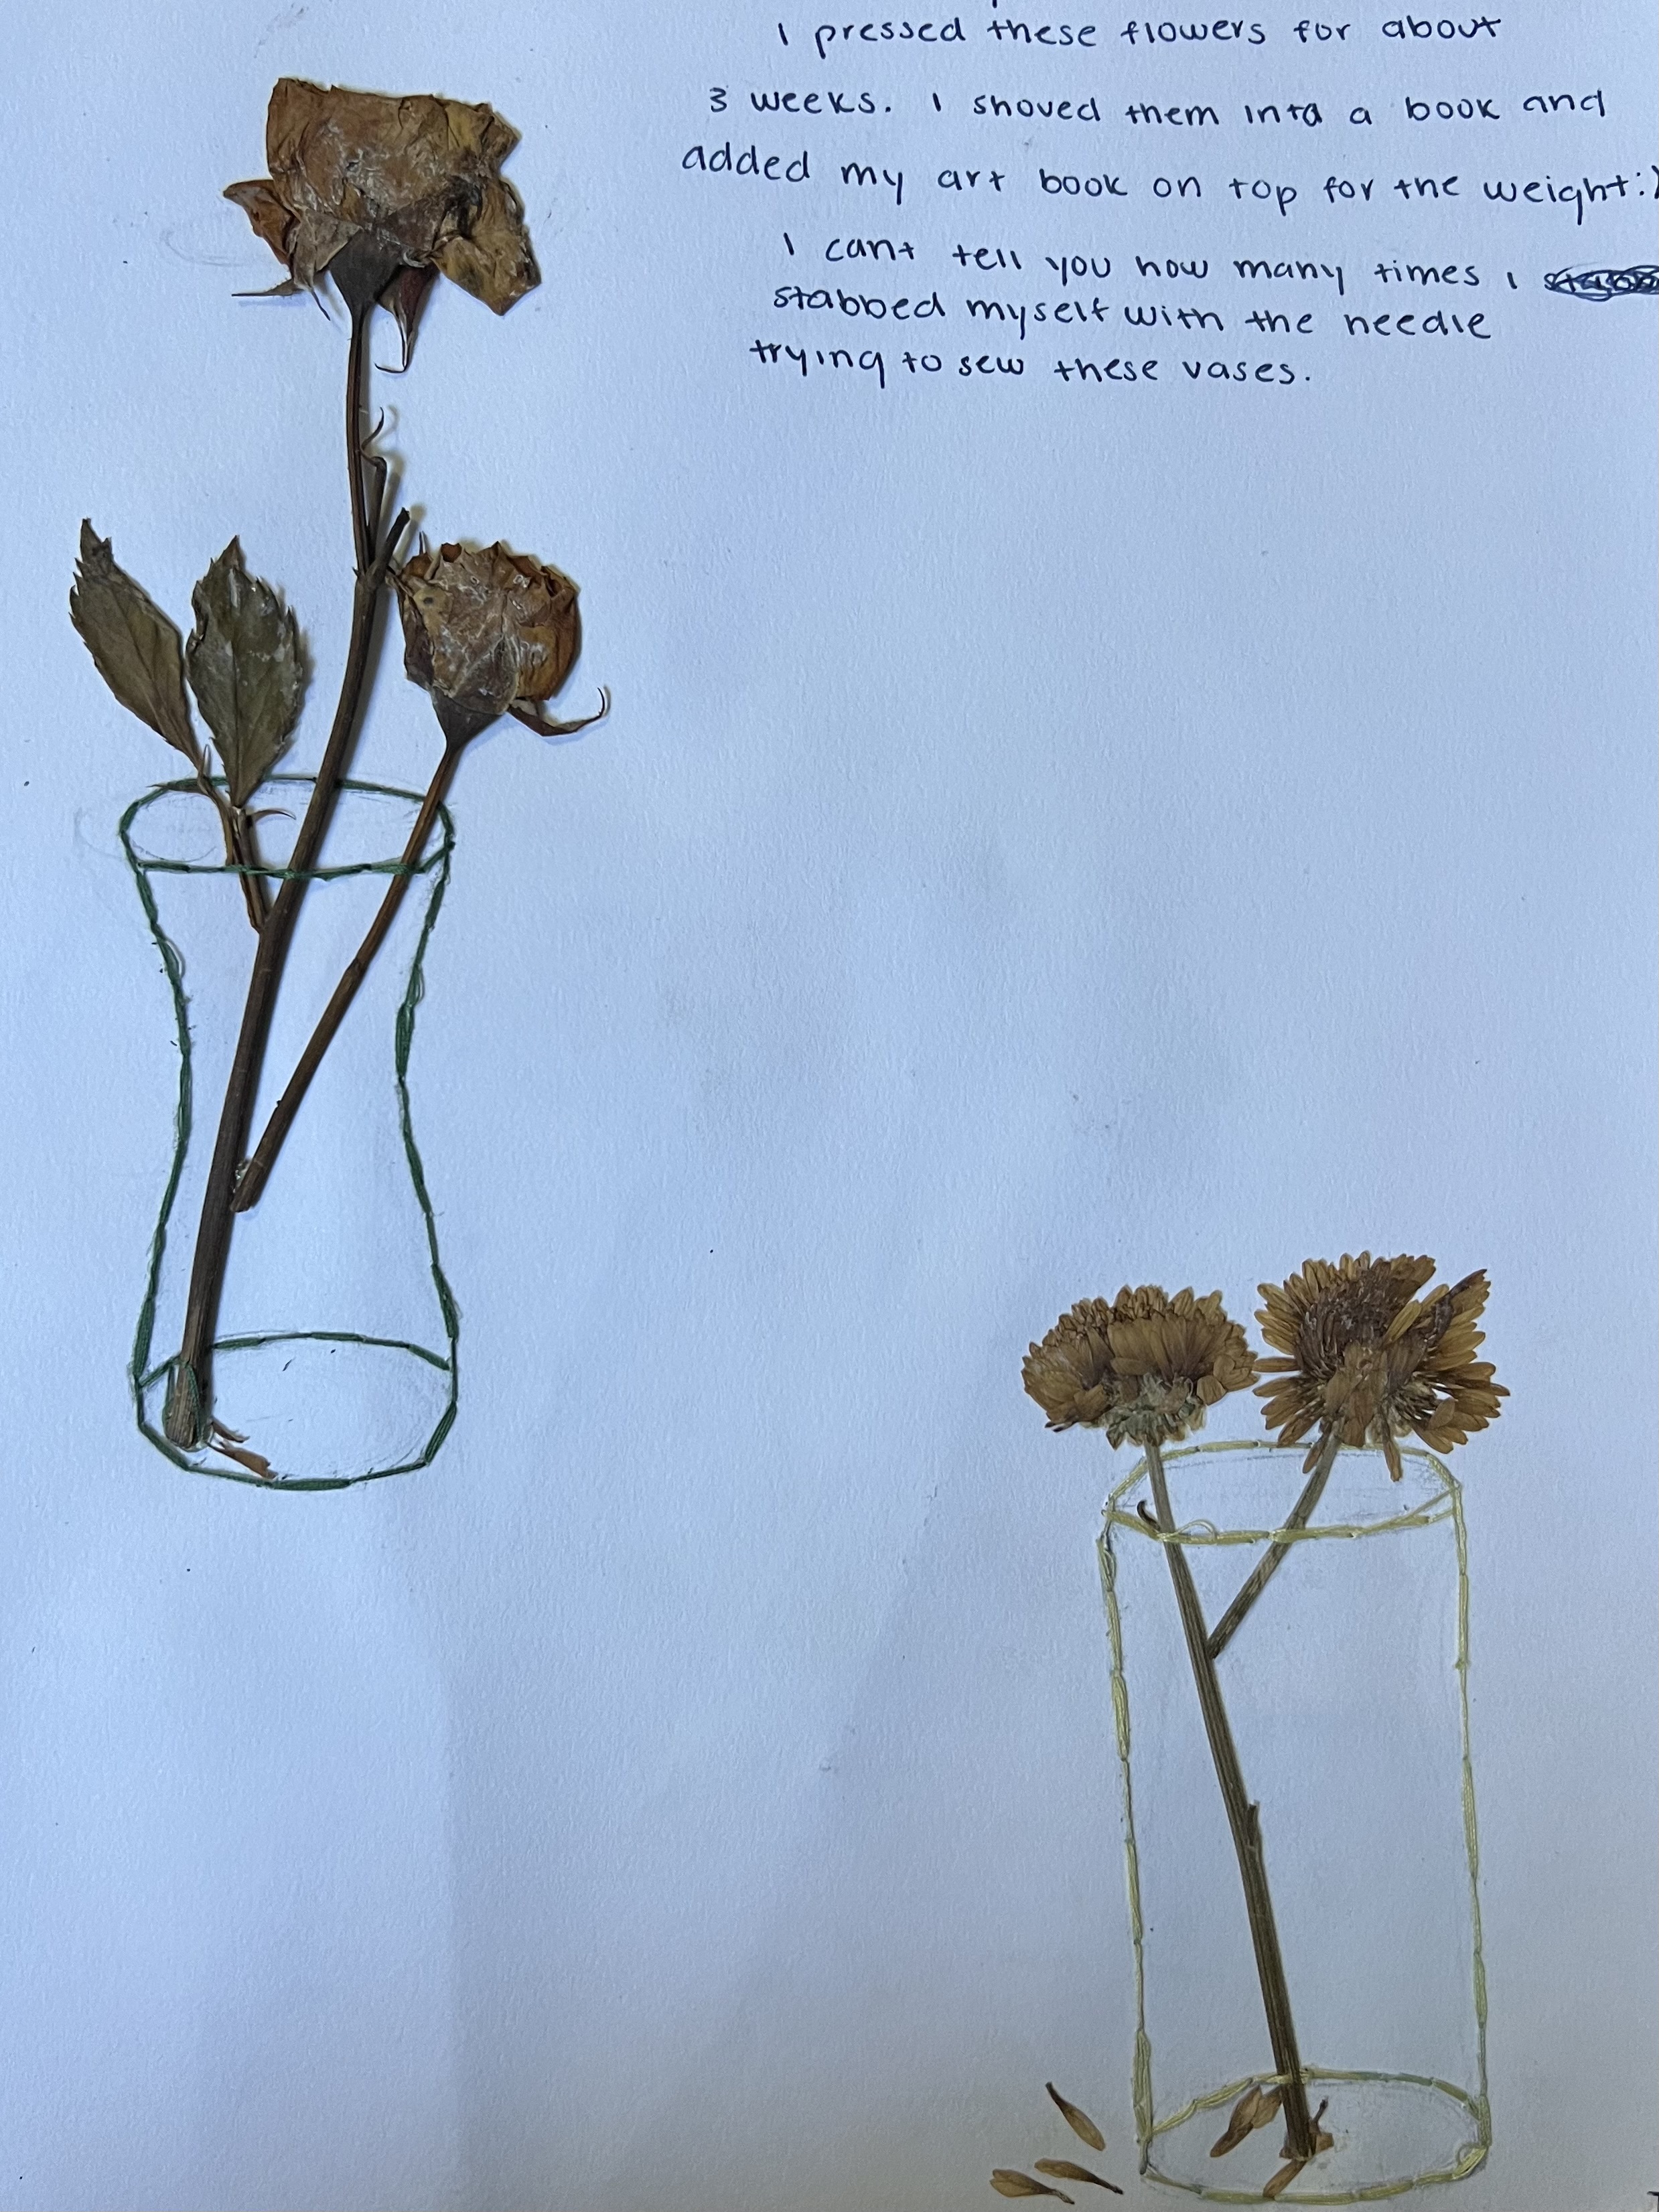 I pressed these flowers for about
3 weeks. I shoved them into a book and
added my art book on top for the weight:)
I cant tell you how many times I
stabbed myself with the needle
trying to sew these vases.